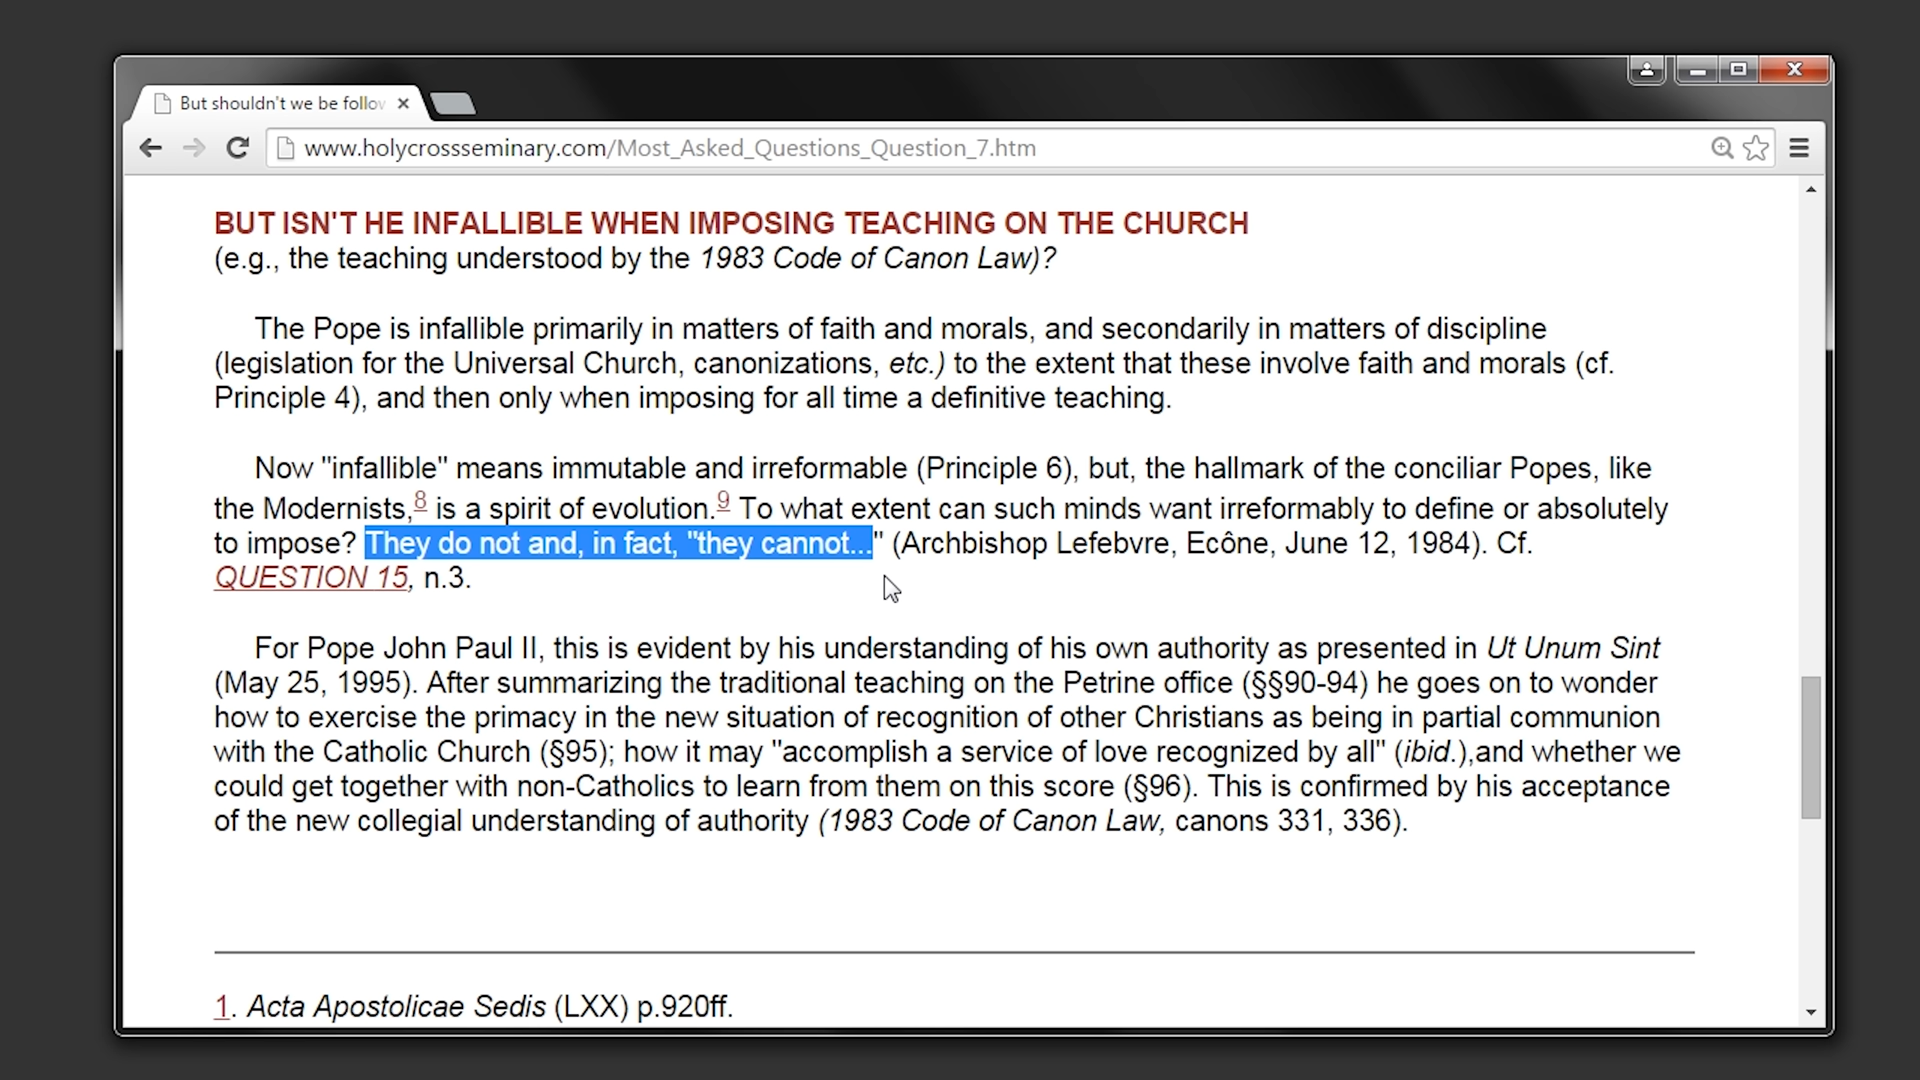 But shouldn't we be follov
www.holycrossseminary.com/Most_Asked_Questions_Question_7.htm
BUT ISN'T HE INFALLIBLE WHEN IMPOSING TEACHING ON THE CHURCH
(e.g., the teaching understood by the 1983 Code of Canon Law)?
The Pope is infallible primarily in matters of faith and morals, and secondarily in matters of discipline
(legislation for the Universal Church, canonizations, etc.) to the extent that these involve faith and morals (cf.
Principle 4), and then only when imposing for all time a definitive teaching.
Now "infallible" means immutable and irreformable (Principle 6), but, the hallmark of the conciliar Popes, like
the Modernists,8 is a spirit of evolution.9 To what extent can such minds want irreformably to define or absolutely
to impose? They do not and, in fact, "they cannot..." (Archbishop Lefebvre, Ecône, June 12, 1984). Cf.
QUESTION 15, n.3.
For Pope John Paul II, this is evident by his understanding of his own authority as presented in Ut Unum Sint
(May 25, 1995). After summarizing the traditional teaching on the Petrine office (§§90-94) he goes on to wonder
how to exercise the primacy in the new situation of recognition of other Christians as being in partial communion
with the Catholic Church (§95); how it may "accomplish a service of love recognized by all" (ibid.),and whether we
could get together with non-Catholics to learn from them on this score (§96). This is confirmed by his acceptance
of the new collegial understanding of authority (1983 Code of Canon Law, canons 331, 336).
1. Acta Apostolicae Sedis (LXX) p.920ff.